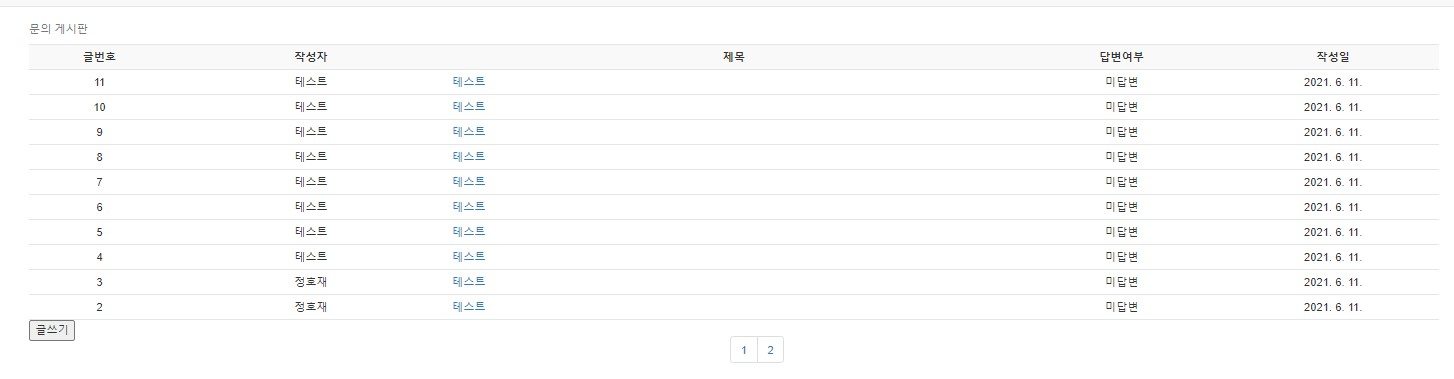 문의 게시판
글번호 작성자 제목 답변여부 작성일
11 테스트 테스트 미답변 2021. 6. 11.
10 테스트 테스트 미답변 2021. 6. 11.
9 테스트 테스트 미답변 2021. 6. 11.
8 테스트 테스트 미답변 2021. 6. 11.
7 테스트 테스트 미답변 2021. 6. 11.
6 테스트 테스트 미답변 2021. 6. 11.
5 테스트 테스트 미답변 2021. 6. 11.
4 테스트 테스트 미답변 2021. 6. 11.
3 정호재 테스트 미답변 2021. 6. 11.
2 정호재 테스트 미답변 2021. 6. 11.
글쓰기
1 2